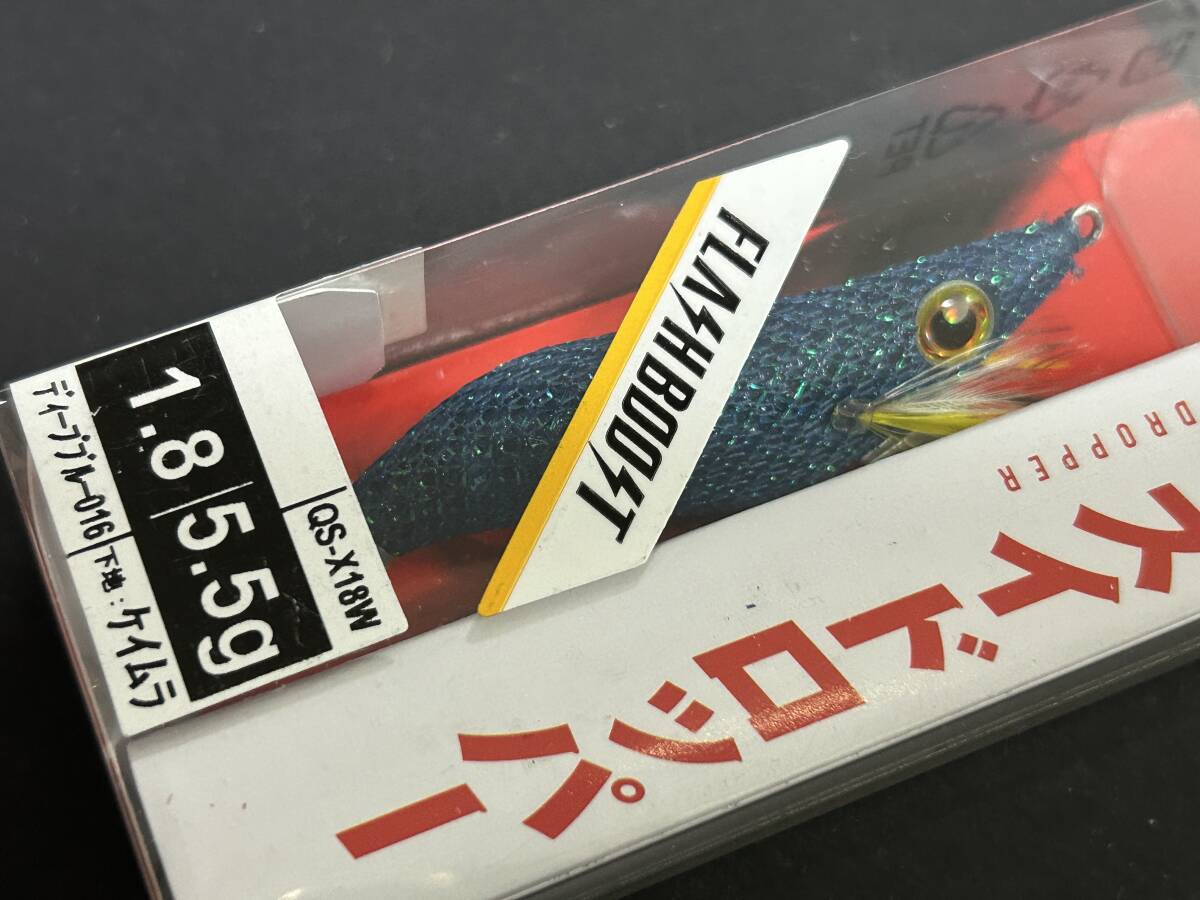 QS-X18W
1.8 5.5g
ディープブルー016 下地:ケイムラ
FLASHBOOST
PET
DROPPER
スイドロッパー